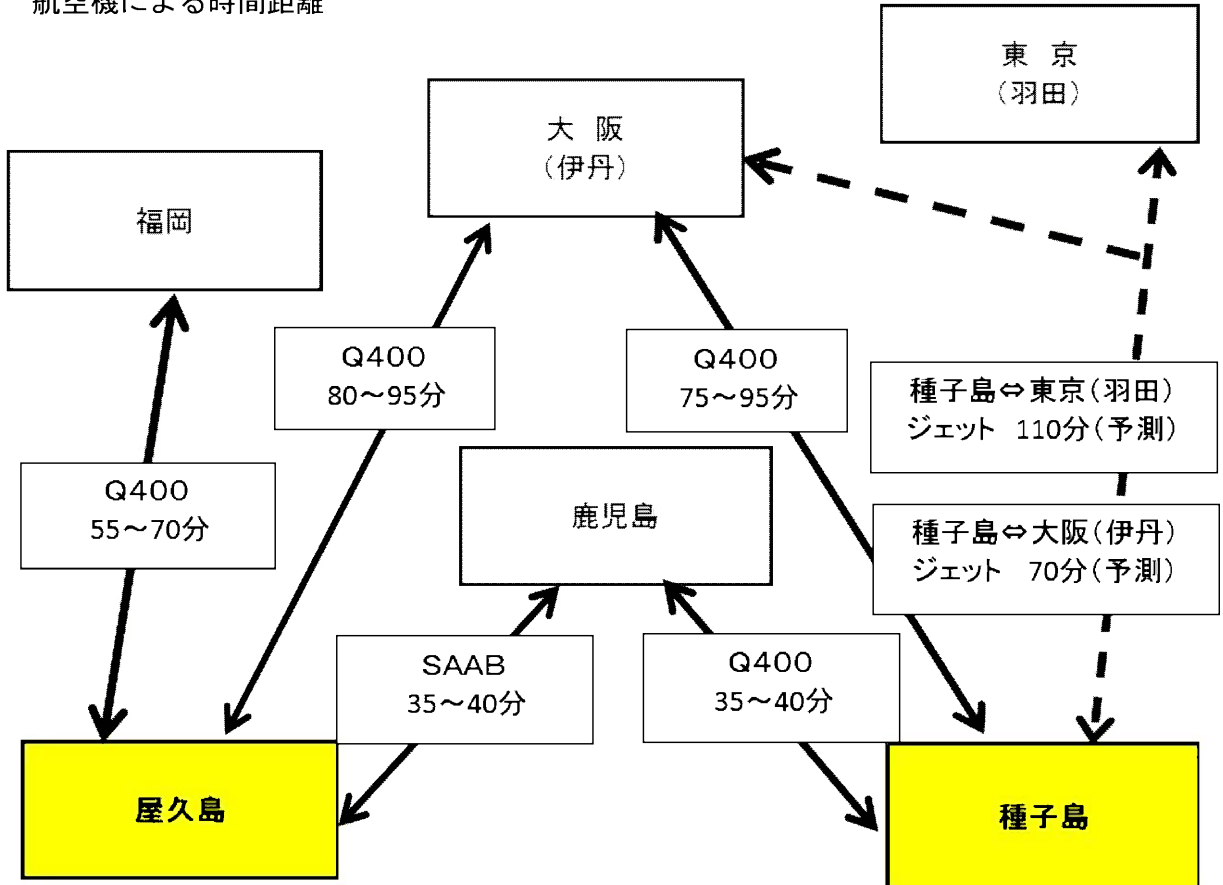 航空機による時間距離
東 京
(羽田)
大 阪
(伊丹)
福岡
Q400
80～95分
Q400
75～95分
種子島⇔東京(羽田)
ジェット 110分(予測)
Q400
55～70分
鹿児島
種子島⇔大阪(伊丹)
ジェット 70分(予測)
SAAB
35～40分
Q400
35～40分
屋久島
種子島